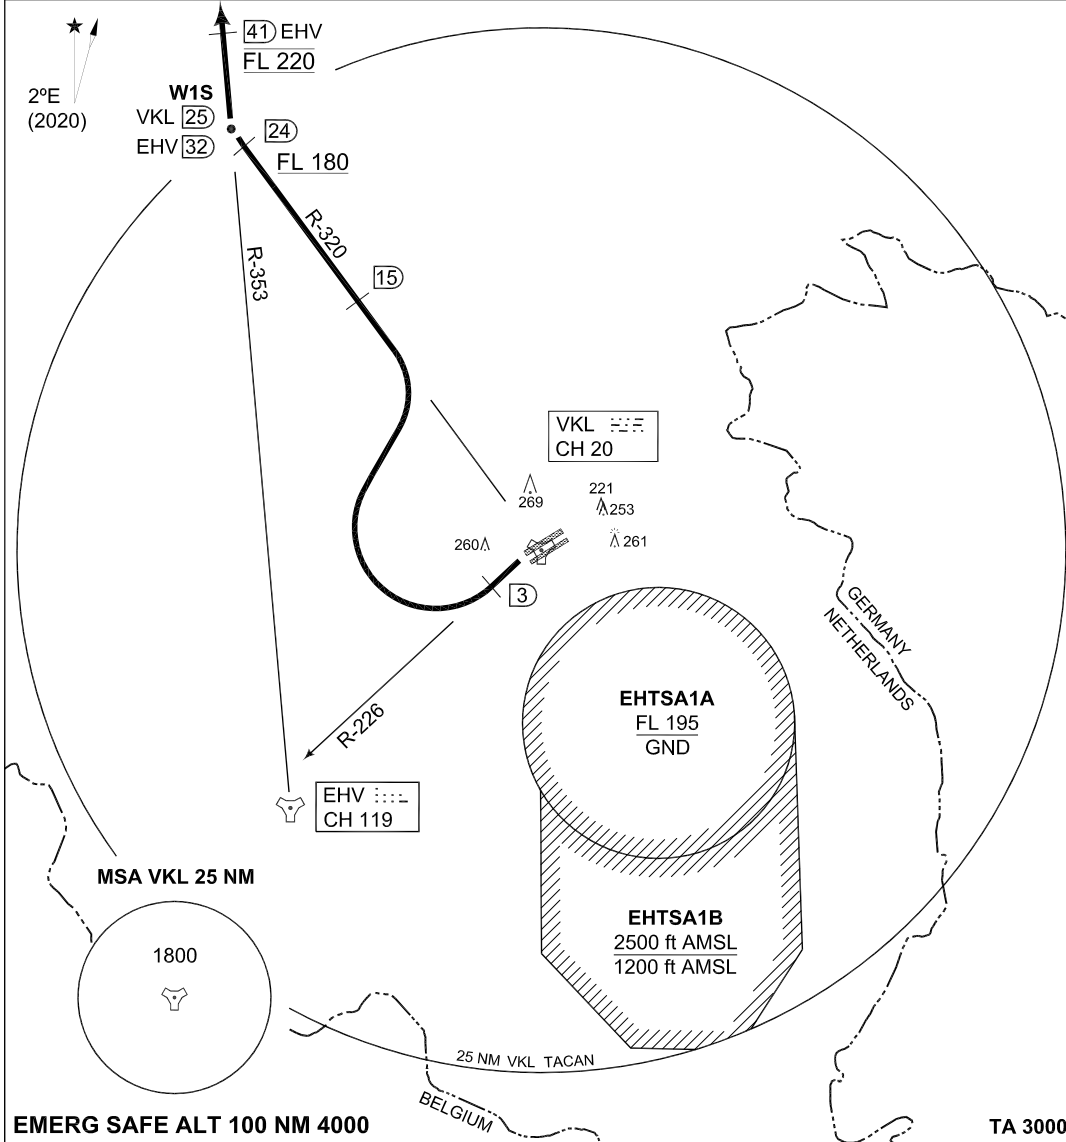 41 EHV
FL 220
2ºE
(2020)
W1S
VKL 25
EHV 32
24
FL 180
R-320
R-353
15
VKL
CH 20
269
221
253
260
261
3
GERMANY
NETHERLANDS
EHTSA1A
FL 195
GND
R-226
EHV
CH 119
MSA VKL 25 NM
1800
EHTSA1B
2500 ft AMSL
1200 ft AMSL
25 NM VKL TACAN
BELGIUM
EMERG SAFE ALT 100 NM 4000
TA 3000